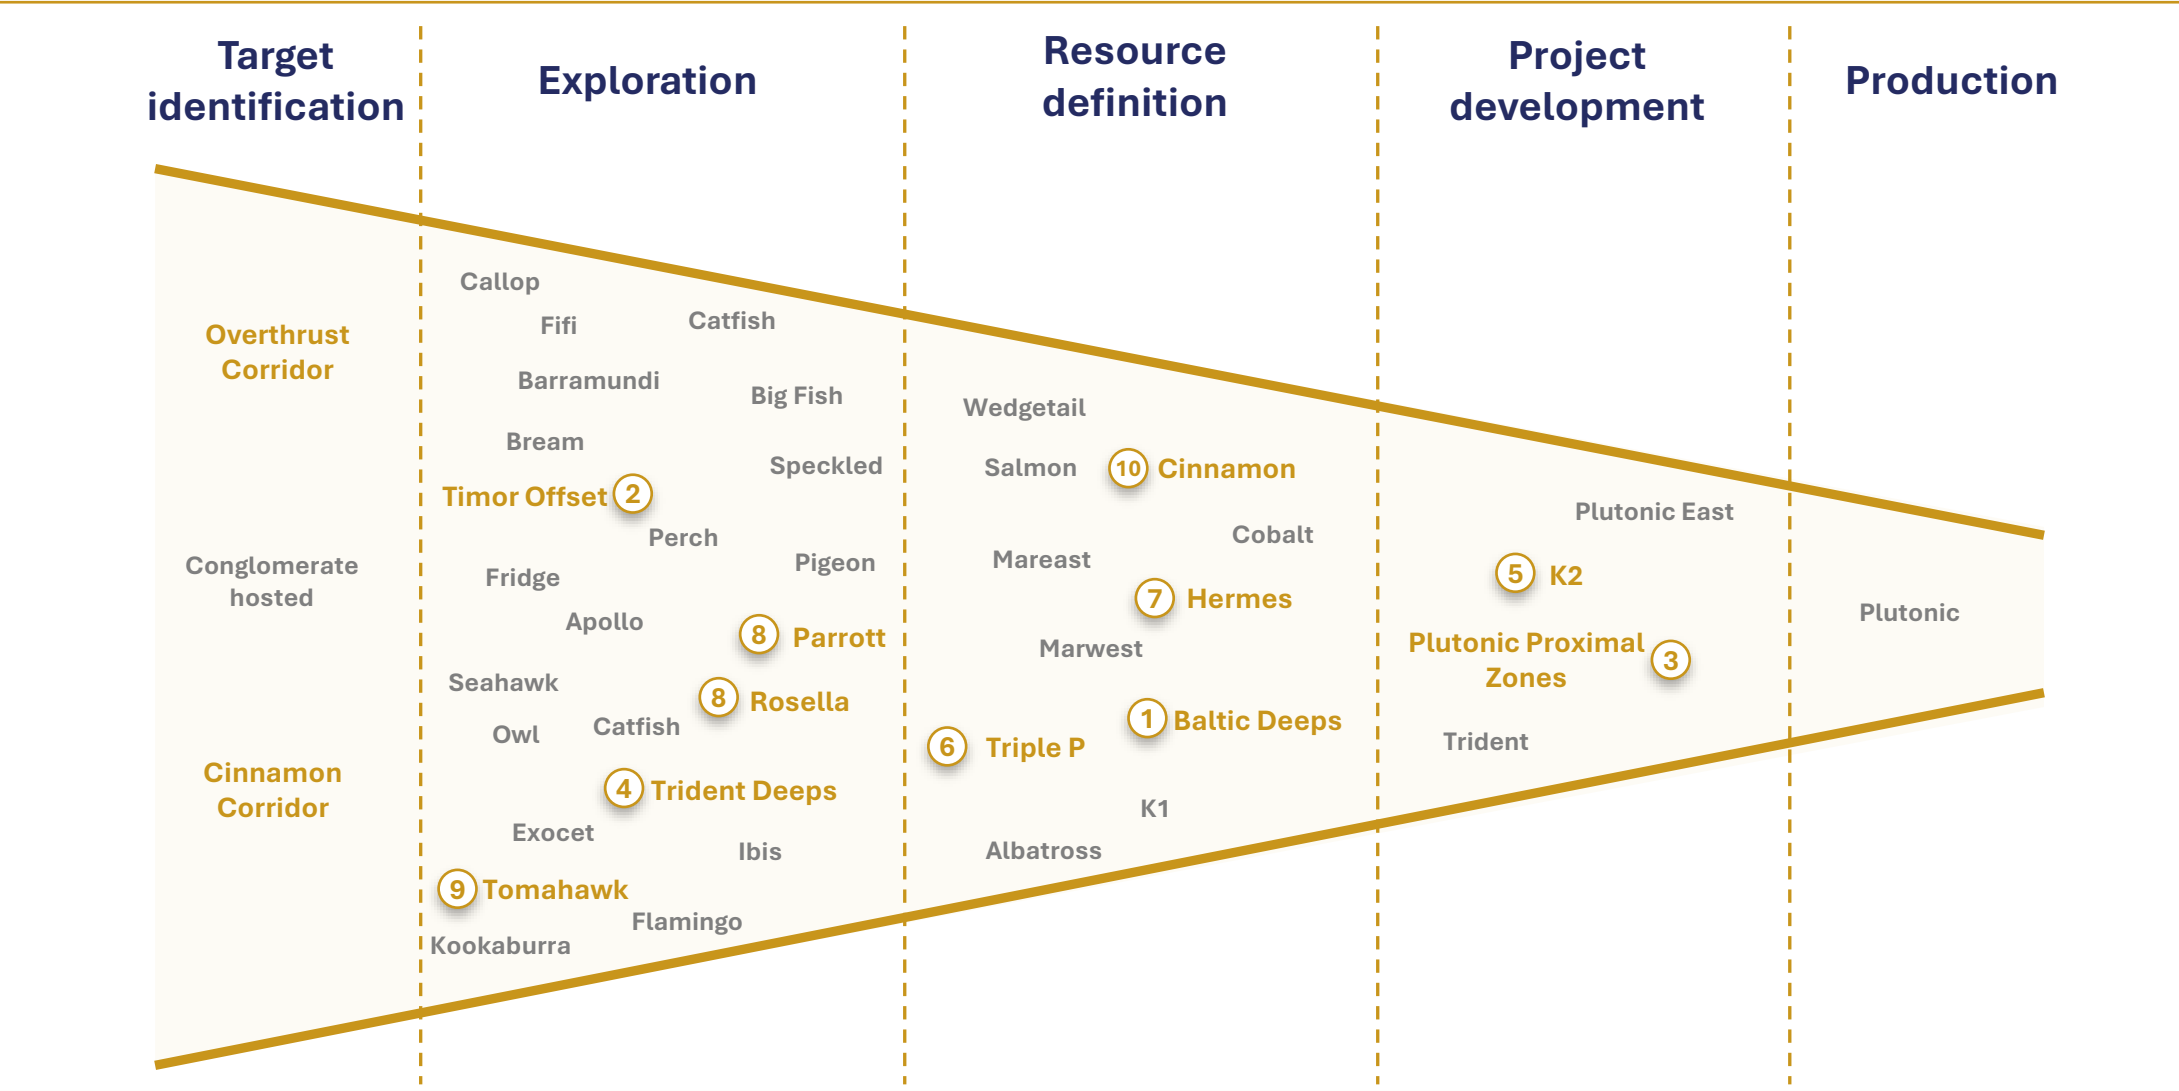 Target
identification
Exploration
Resource
definition
Project
development
Production
Overthrust
Corridor
Conglomerate
hosted
Cinnamon
Corridor
Callop
Fifi
Catfish
Barramundi
Big Fish
Bream
Speckled
Timor Offset 2
Perch
Pigeon
Fridge
Apollo
8 Parrott
Seahawk
8 Rosella
Owl
Catfish
4 Trident Deeps
Exocet
Ibis
9 Tomahawk
Flamingo
Kookaburra
Wedgetail
Salmon
10 Cinnamon
Cobalt
Mareast
7 Hermes
Marwest
1 Baltic Deeps
6 Triple P
K1
Albatross
Plutonic East
5 K2
Plutonic Proximal
Zones
3
Trident
Plutonic